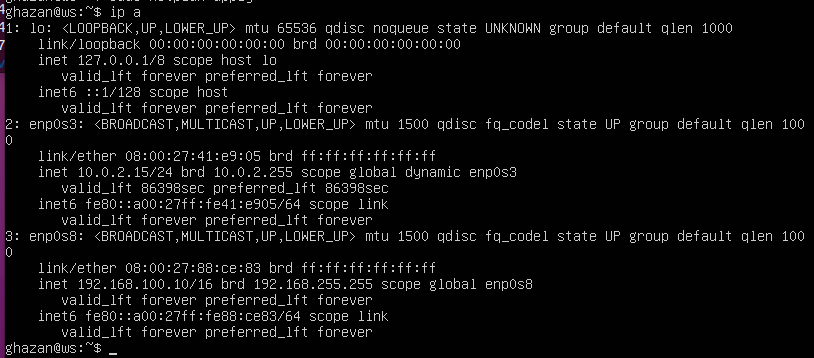 ghazan@ws:~$ ip a
1: lo: <LOOPBACK,UP,LOWER_UP> mtu 65536 qdisc noqueue state UNKNOWN group default qlen 1000
    link/loopback 00:00:00:00:00:00 brd 00:00:00:00:00:00
    inet 127.0.0.1/8 scope host lo
       valid_lft forever preferred_lft forever
    inet6 ::1/128 scope host
       valid_lft forever preferred_lft forever
2: enp0s3: <BROADCAST,MULTICAST,UP,LOWER_UP> mtu 1500 qdisc fq_codel state UP group default qlen 100
0
    link/ether 08:00:27:41:e9:05 brd ff:ff:ff:ff:ff:ff
    inet 10.0.2.15/24 brd 10.0.2.255 scope global dynamic enp0s3
       valid_lft 86398sec preferred_lft 86398sec
    inet6 fe80::a00:27ff:fe41:e905/64 scope link
       valid_lft forever preferred_lft forever
3: enp0s8: <BROADCAST,MULTICAST,UP,LOWER_UP> mtu 1500 qdisc fq_codel state UP group default qlen 100
0
    link/ether 08:00:27:88:ce:83 brd ff:ff:ff:ff:ff:ff
    inet 192.168.100.10/16 brd 192.168.255.255 scope global enp0s8
       valid_lft forever preferred_lft forever
    inet6 fe80::a00:27ff:fe88:ce83/64 scope link
       valid_lft forever preferred_lft forever
ghazan@ws:~$ _